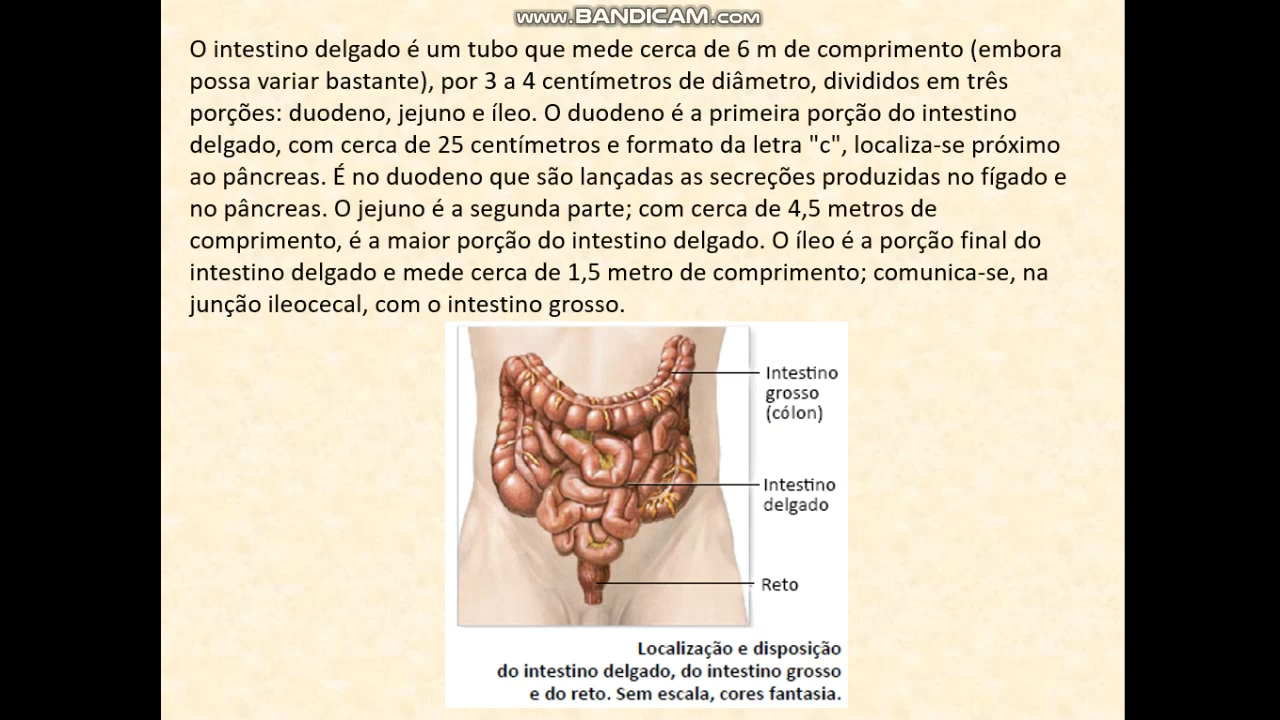 www.BANDICAM.com
O intestino delgado é um tubo que mede cerca de 6 m de comprimento (embora
possa variar bastante), por 3 a 4 centímetros de diâmetro, divididos em três
porções: duodeno, jejuno e íleo. O duodeno é a primeira porção do intestino
delgado, com cerca de 25 centímetros e formato da letra "c", localiza-se próximo
ao pâncreas. É no duodeno que são lançadas as secreções produzidas no fígado e
no pâncreas. O jejuno é a segunda parte; com cerca de 4,5 metros de
comprimento, é a maior porção do intestino delgado. O íleo é a porção final do
intestino delgado e mede cerca de 1,5 metro de comprimento; comunica-se, na
junção ileocecal, com o intestino grosso.
Intestino
grosso
(cólon)
Intestino
delgado
Reto
Localização e disposição
do intestino delgado, do intestino grosso
e do reto. Sem escala, cores fantasia.